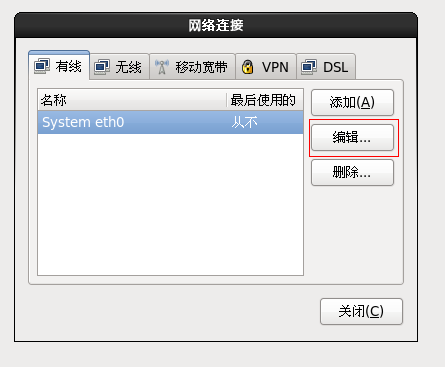 网络连接
有线 无线 移动宽带 VPN DSL
名称 最后使用的
System eth0 从不
添加(A)
编辑...
删除...
关闭(C)